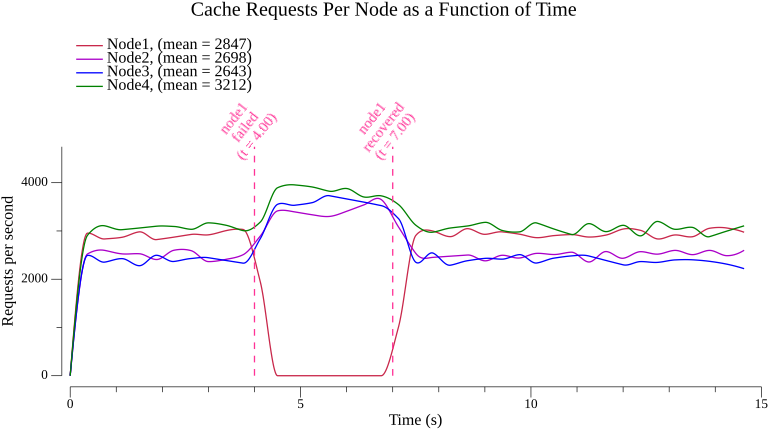 Cache Requests Per Node as a Function of Time
Node1, (mean = 2847)
Node2, (mean = 2698)
Node3, (mean = 2643)
Node4, (mean = 3212)
node1
failed
(t = 4.00)
node1
recovered
(t = 7.00)
Requests per second
4000
2000
0
0
5
10
15
Time (s)